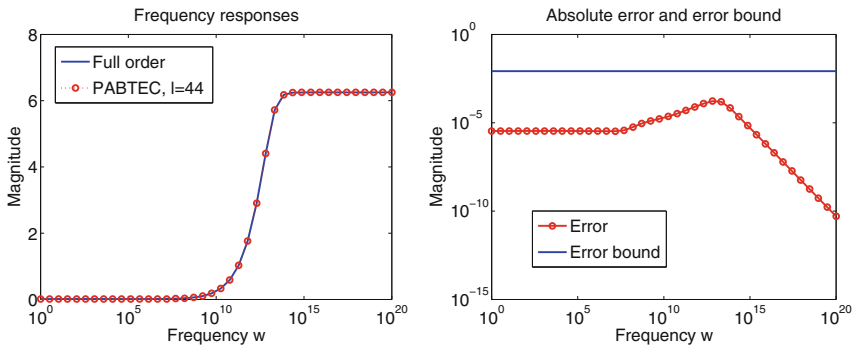 Frequency responses
Magnitude
8
6
4
2
0
Full order
PABTEC, l=44
10^0
10^5
10^10
10^15
10^20
Frequency w
Absolute error and error bound
Magnitude
10^0
10^-5
10^-10
10^-15
Error
Error bound
10^0
10^5
10^10
10^15
10^20
Frequency w